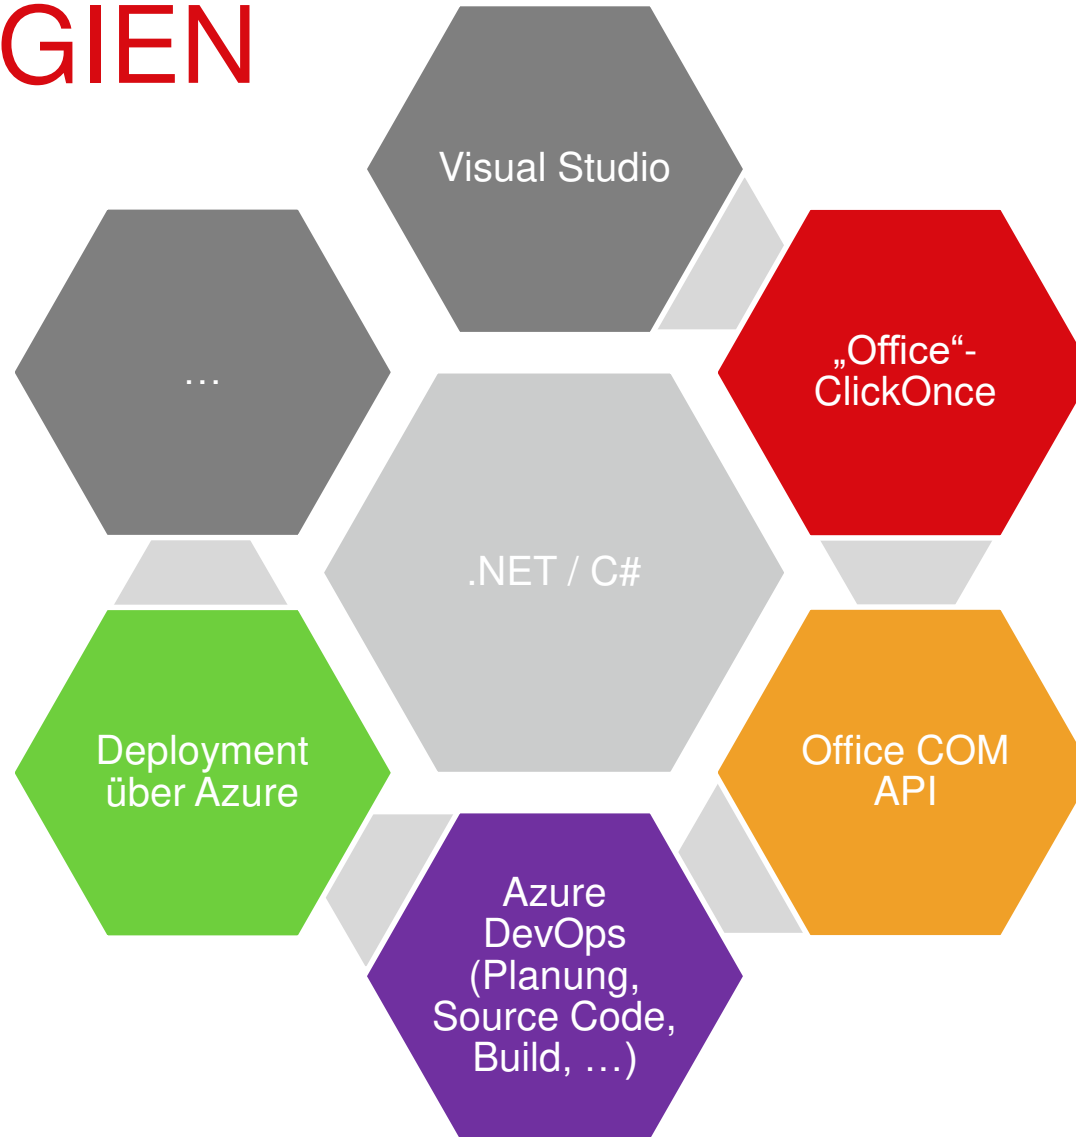 GIEN
Visual Studio
„Office“-
ClickOnce
…
.NET / C#
Deployment
über Azure
Office COM
API
Azure
DevOps
(Planung,
Source Code,
Build, …)